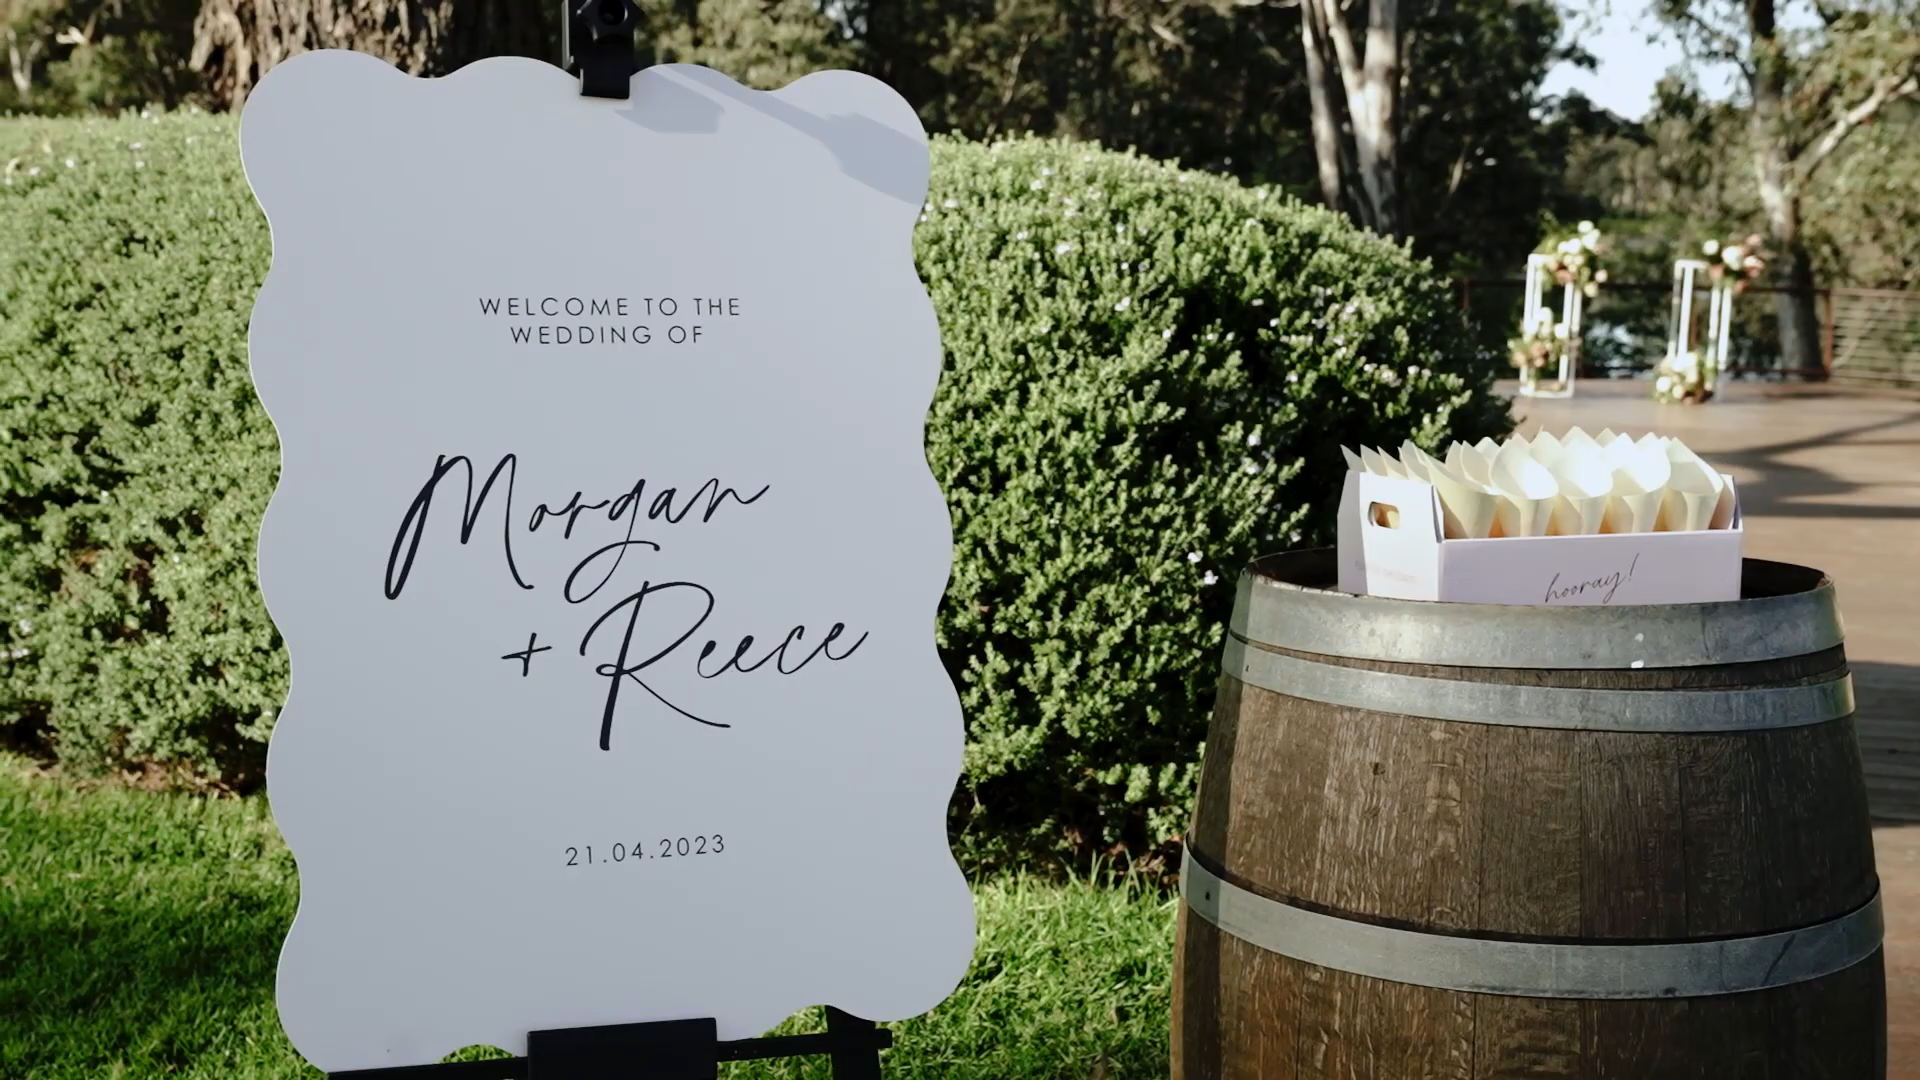 WELCOME TO THE
WEDDING OF
Morgan
+ Reece
21.04.2023
hooray!